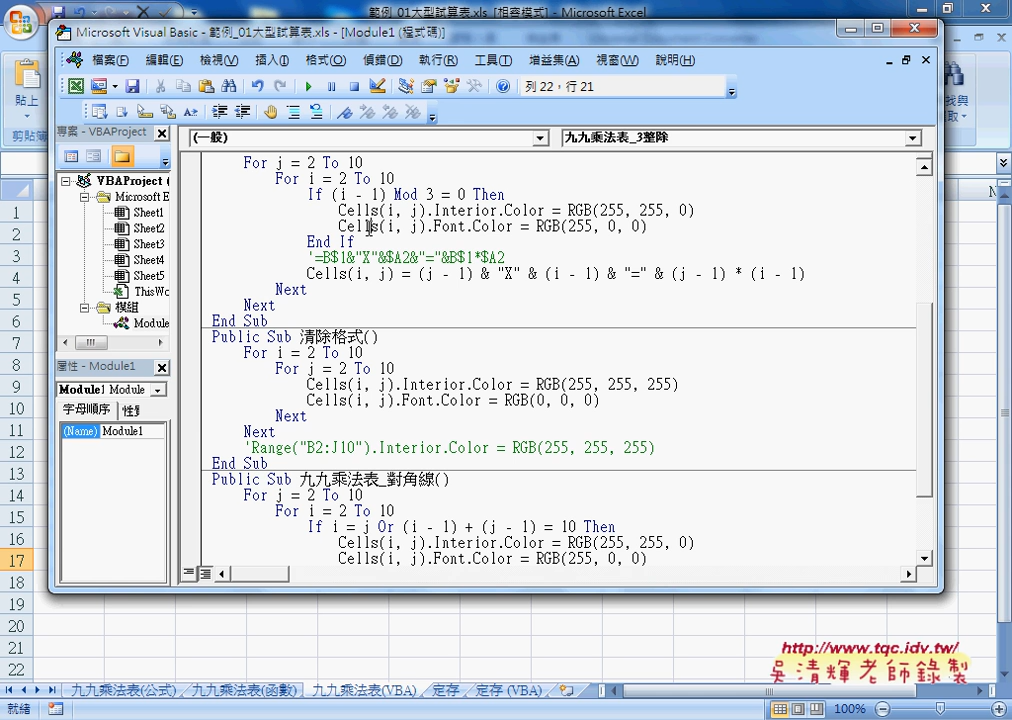 範例_01大型試算表.xls [相容模式] - Microsoft Excel
Microsoft Visual Basic - 範例_01大型試算表.xls - [Module1 (程式碼)]
檔案(F) 編輯(E) 檢視(V) 插入(I) 格式(O) 偵錯(D) 執行(R) 工具(T) 增益集(A) 視窗(W) 說明(H)
貼上
列 22，行 21
剪貼簿
專案 - VBAProject
(一般) 九九乘法表_3整除
VBAProject (
Microsoft E
Sheet1
Sheet2
Sheet3
Sheet4
Sheet5
ThisWo
模組
Module
屬性 - Module1
Module1 Module
字母順序
(Name) Module1
For j = 2 To 10
For i = 2 To 10
If (i - 1) Mod 3 = 0 Then
Cells(i, j).Interior.Color = RGB(255, 255, 0)
Cells(i, j).Font.Color = RGB(255, 0, 0)
End If
'=B$1&"X"&$A2&"="&B$1*$A2
Cells(i, j) = (j - 1) & "X" & (i - 1) & "=" & (j - 1) * (i - 1)
Next
Next
End Sub
Public Sub 清除格式()
For i = 2 To 10
For j = 2 To 10
Cells(i, j).Interior.Color = RGB(255, 255, 255)
Cells(i, j).Font.Color = RGB(0, 0, 0)
Next
Next
'Range("B2:J10").Interior.Color = RGB(255, 255, 255)
End Sub
Public Sub 九九乘法表_對角線()
For j = 2 To 10
For i = 2 To 10
If i = j Or (i - 1) + (j - 1) = 10 Then
Cells(i, j).Interior.Color = RGB(255, 255, 0)
Cells(i, j).Font.Color = RGB(255, 0, 0)
1
2
3
4
5
6
7
8
9
10
11
12
13
14
15
16
17
18
19
20
21
22
http://www.tqc.idv.tw/
吳清輝老師錄製
九九乘法表(公式) 九九乘法表(函數) 九九乘法表(VBA) 定存 定存 (VBA)
就緒 100%